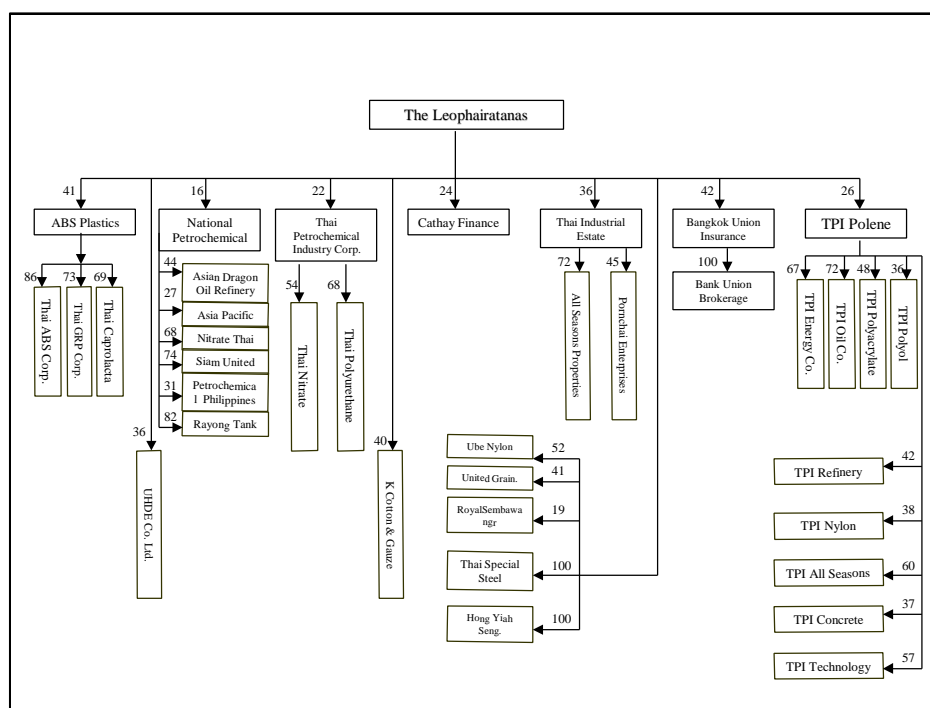 The Leophairatanas
41
16
22
24
36
42
26
ABS Plastics
National
Petrochemical
Thai
Petrochemical
Industry Corp.
Cathay Finance
Thai Industrial
Estate
Bangkok Union
Insurance
TPI Polene
86
73
69
Thai ABS Corp.
Thai GRP Corp.
Thai Caprolacta
44
Asian Dragon
Oil Refinery
27
Asia Pacific
68
Nitrate Thai
74
Siam United
31
Petrochemica
l Philippines
82
Rayong Tank
54
68
Thai Nitrate
Thai Polyurethane
72
45
All Seasons Properties
Pornchai Enterprises
100
Bank Union
Brokerage
67
72
48
36
TPI Energy Co.
TPI Oil Co.
TPI Polyacrylate
TPI Polyol
36
UHDE Co. Ltd.
40
K Cotton & Gauze
Ube Nylon
52
United Grain.
41
RoyalSembawa
ngr
19
Thai Special
Steel
100
Hong Yiah
Seng.
100
42
TPI Refinery
38
TPI Nylon
60
TPI All Seasons
37
TPI Concrete
57
TPI Technology